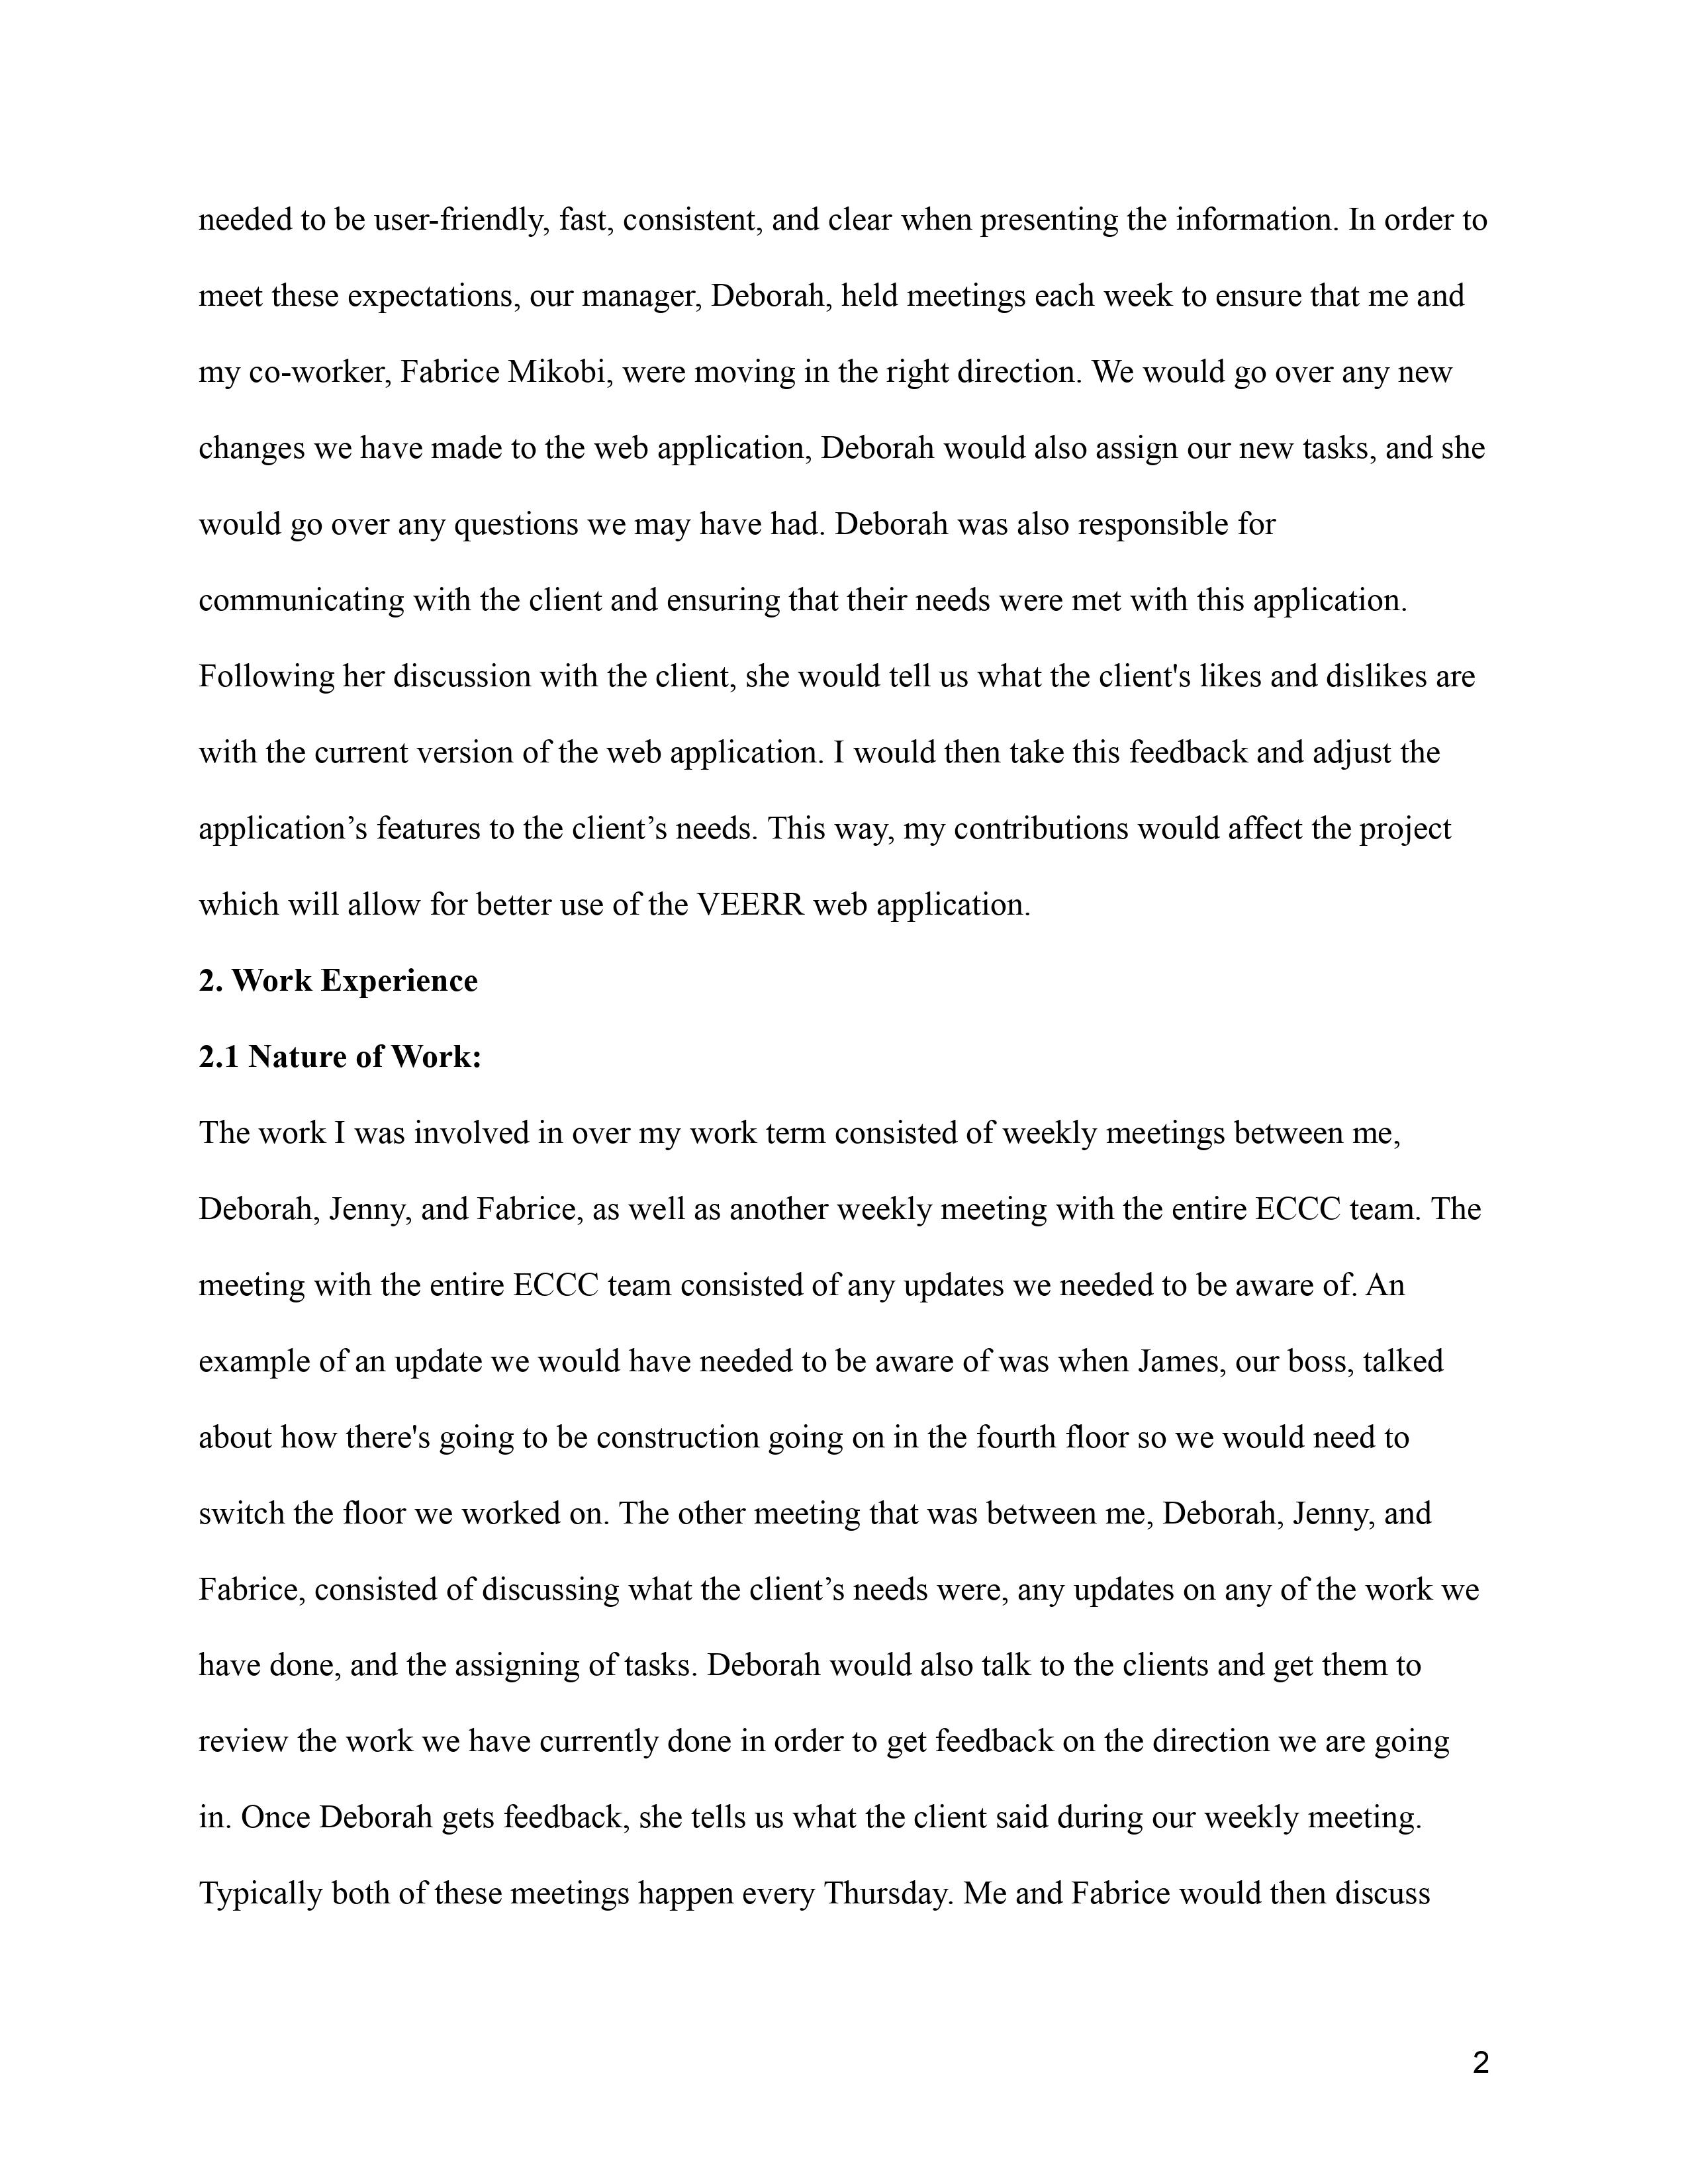 needed to be user-friendly, fast, consistent, and clear when presenting the information. In order to
meet these expectations, our manager, Deborah, held meetings each week to ensure that me and
my co-worker, Fabrice Mikobi, were moving in the right direction. We would go over any new
changes we have made to the web application, Deborah would also assign our new tasks, and she
would go over any questions we may have had. Deborah was also responsible for
communicating with the client and ensuring that their needs were met with this application.
Following her discussion with the client, she would tell us what the client's likes and dislikes are
with the current version of the web application. I would then take this feedback and adjust the
application’s features to the client’s needs. This way, my contributions would affect the project
which will allow for better use of the VEERR web application.
2. Work Experience
2.1 Nature of Work:
The work I was involved in over my work term consisted of weekly meetings between me,
Deborah, Jenny, and Fabrice, as well as another weekly meeting with the entire ECCC team. The
meeting with the entire ECCC team consisted of any updates we needed to be aware of. An
example of an update we would have needed to be aware of was when James, our boss, talked
about how there's going to be construction going on in the fourth floor so we would need to
switch the floor we worked on. The other meeting that was between me, Deborah, Jenny, and
Fabrice, consisted of discussing what the client’s needs were, any updates on any of the work we
have done, and the assigning of tasks. Deborah would also talk to the clients and get them to
review the work we have currently done in order to get feedback on the direction we are going
in. Once Deborah gets feedback, she tells us what the client said during our weekly meeting.
Typically both of these meetings happen every Thursday. Me and Fabrice would then discuss
2